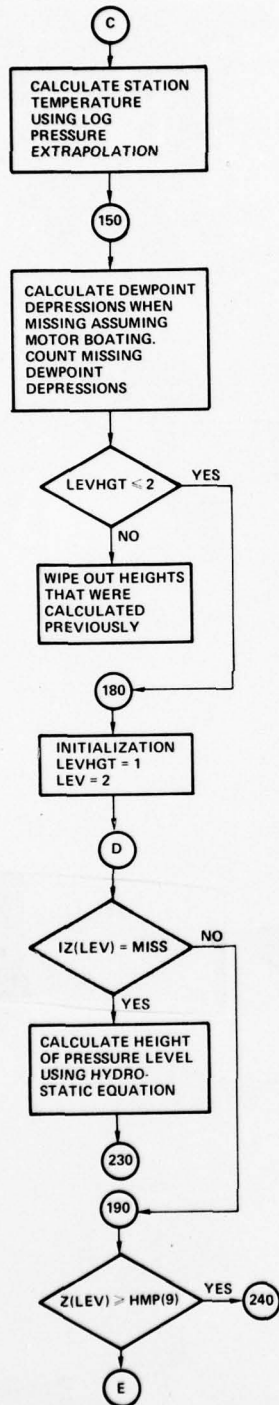 C
CALCULATE STATION
TEMPERATURE
USING LOG
PRESSURE
EXTRAPOLATION
150
CALCULATE DEWPOINT
DEPRESSIONS WHEN
MISSING ASSUMING
MOTOR BOATING.
COUNT MISSING
DEWPOINT
DEPRESSIONS
LEVHGT ⩽ 2
YES
NO
WIPE OUT HEIGHTS
THAT WERE
CALCULATED
PREVIOUSLY
180
INITIALIZATION
LEVHGT = 1
LEV = 2
D
IZ(LEV) = MISS
NO
YES
CALCULATE HEIGHT
OF PRESSURE LEVEL
USING HYDRO-
STATIC EQUATION
230
190
Z(LEV) ⩾ HMP(9)
YES
240
E